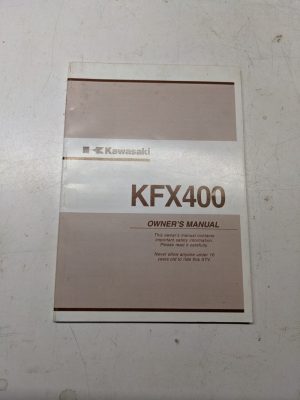 Kawasaki
KFX400
OWNER'S MANUAL
This owner's manual contains
important safety information.
Please read it carefully.
Never allow anyone under 16
years old to ride this ATV.